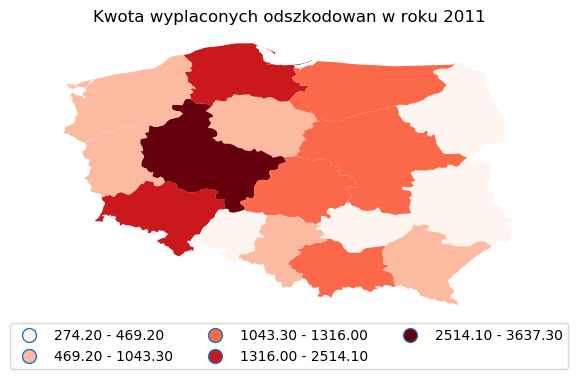 Kwota wyplaconych odszkodowan w roku 2011
274.20 - 469.20
469.20 - 1043.30
1043.30 - 1316.00
1316.00 - 2514.10
2514.10 - 3637.30